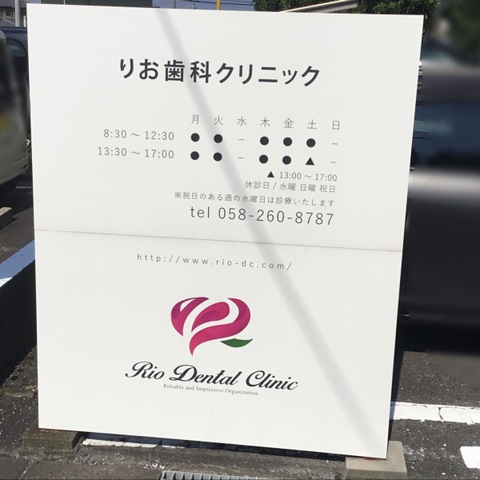 りお歯科クリニック
月 火 水 木 金 土 日
8:30 ～ 12:30 ● ● － ● ● ● －
13:30 ～ 17:00 ● ● － ● ● ▲ －
▲ 13:00 ～ 17:00
休診日 / 水曜 日曜 祝日
※祝日のある週の水曜日は診療いたします
tel 058-260-8787
http://www.rio-dc.com/
Rio Dental Clinic
Reliable and Impressive Organization